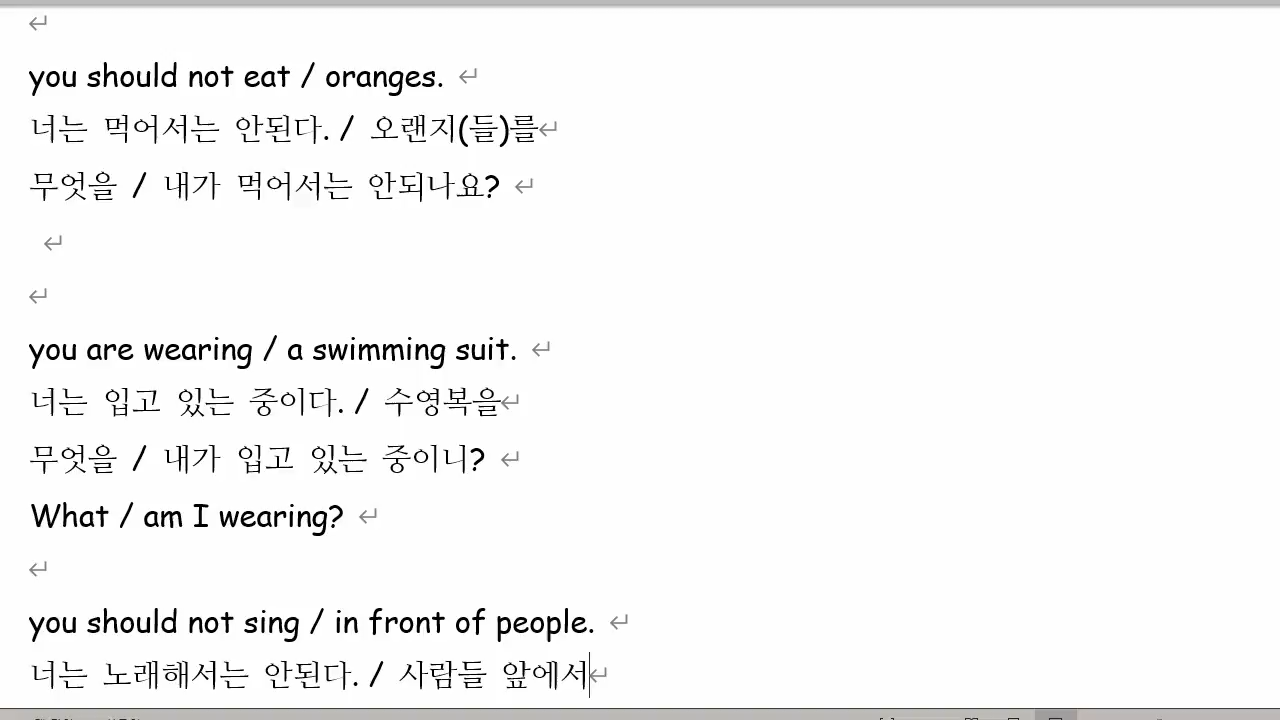 you should not eat / oranges.
너는 먹어서는 안된다. / 오랜지(들)를
무엇을 / 내가 먹어서는 안되나요?
you are wearing / a swimming suit.
너는 입고 있는 중이다. / 수영복을
무엇을 / 내가 입고 있는 중이니?
What / am I wearing?
you should not sing / in front of people.
너는 노래해서는 안된다. / 사람들 앞에서